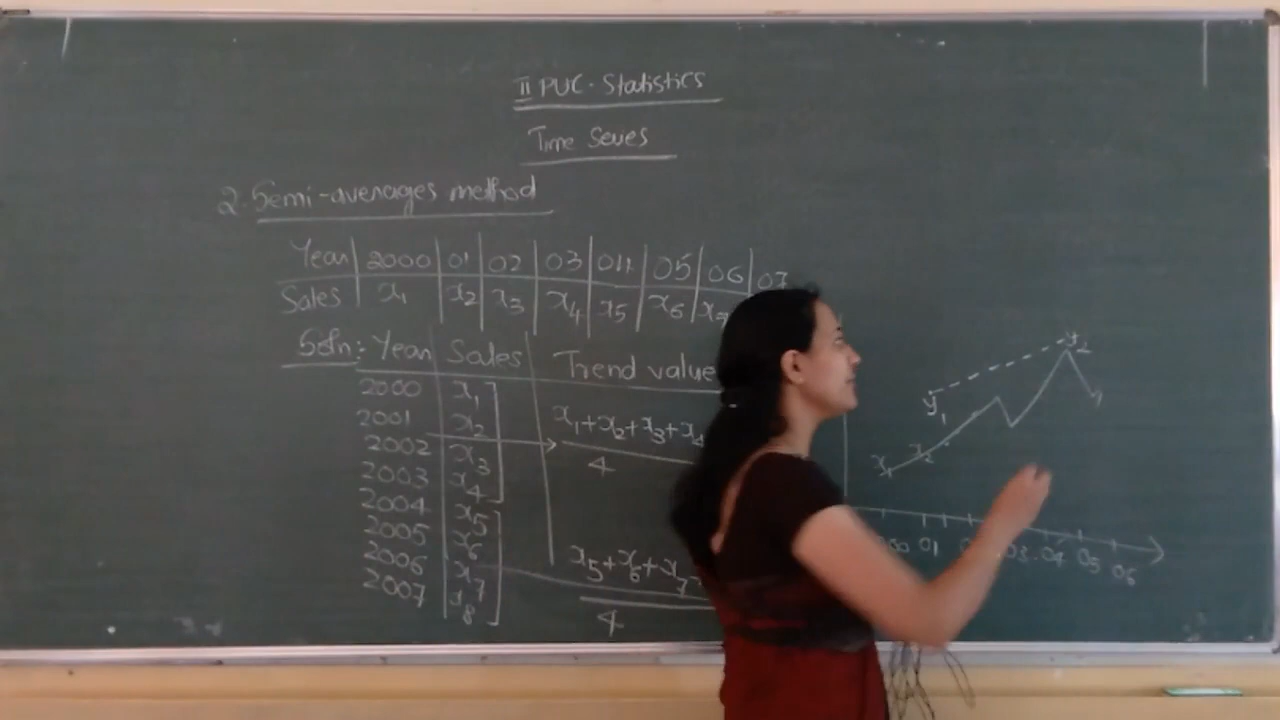 II PUC. Statistics
Time Series
2. Semi-averages method
Year 2000 01 02 03 04 05 06 07
Sales x1 x2 x3 x4 x5 x6 x7
Soln: Year Sales Trend value
2000 x1
2001 x2
2002 x3
2003 x4
2004 x5
2005 x6
2006 x7
2007 x8
x1+x2+x3+x4
4
x5+x6+x7+
4
y2
y1
x1 x2
01 03 04 05 06